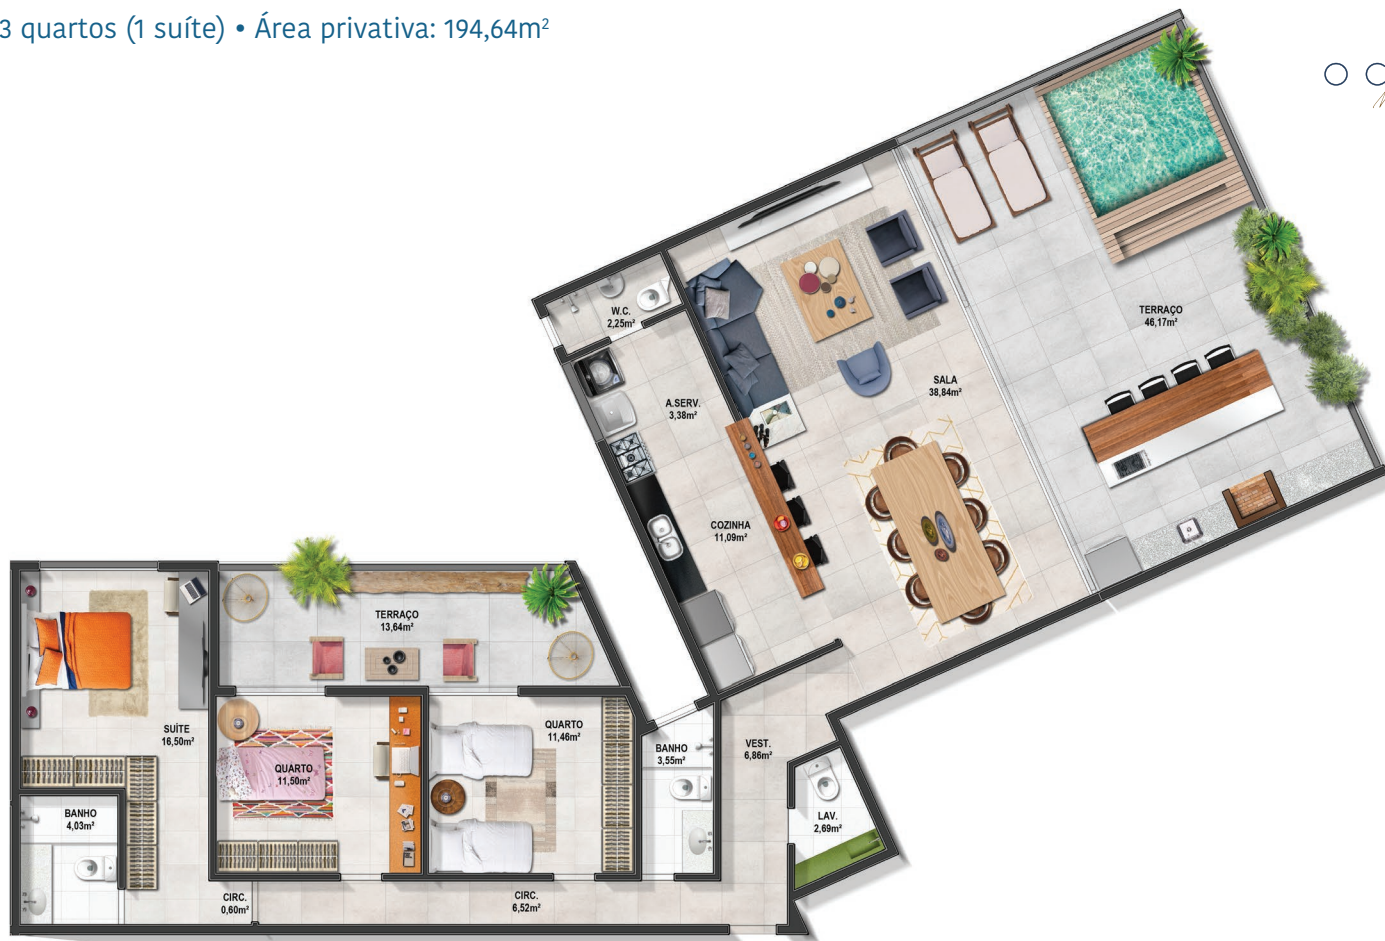 3 quartos (1 suíte) • Área privativa: 194,64m²
W.C.
2,25m²
A.SERV.
3,38m²
SALA
38,84m²
TERRAÇO
46,17m²
COZINHA
11,09m²
TERRAÇO
13,64m²
SUÍTE
16,50m²
QUARTO
11,50m²
QUARTO
11,46m²
BANHO
3,55m²
VEST.
6,86m²
BANHO
4,03m²
LAV.
2,69m²
CIRC.
0,60m²
CIRC.
6,52m²